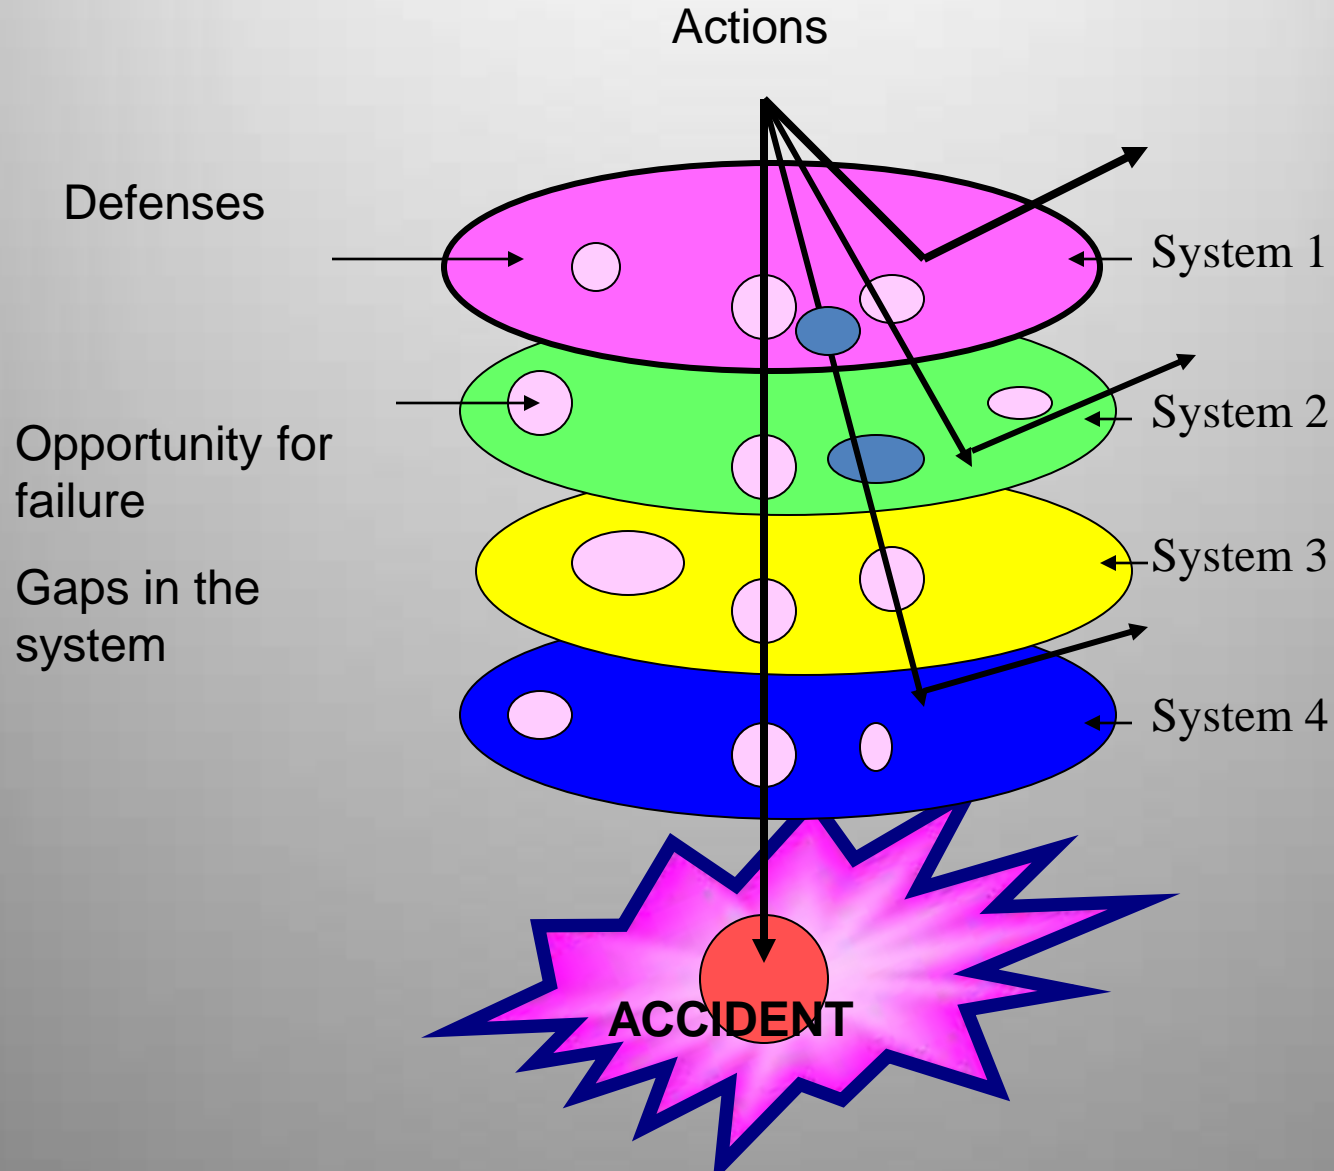 Actions
Defenses
System 1
System 2
Opportunity for
failure
System 3
Gaps in the
system
System 4
ACCIDENT